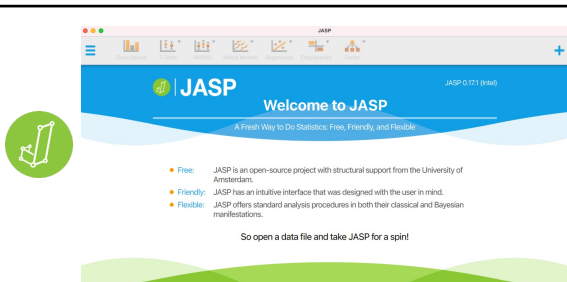 JASP
Descriptives T-Tests ANOVA Mixed Models Regression Frequencies Factor
JASP
JASP 0.17.1 (Intel)
Welcome to JASP
A Fresh Way to Do Statistics: Free, Friendly, and Flexible
Free: JASP is an open-source project with structural support from the University of
Amsterdam.
Friendly: JASP has an intuitive interface that was designed with the user in mind.
Flexible: JASP offers standard analysis procedures in both their classical and Bayesian
manifestations.
So open a data file and take JASP for a spin!